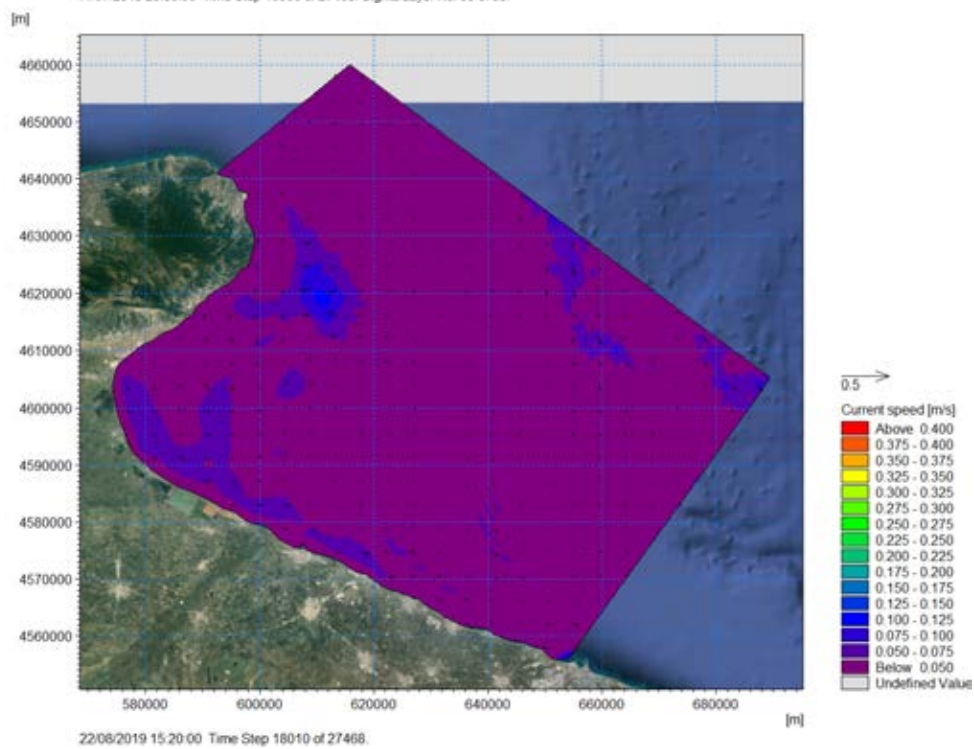 [m]
4660000
4650000
4640000
4630000
4620000
4610000
4600000
4590000
4580000
4570000
4560000
580000 600000 620000 640000 660000 680000
[m]
0.5
Current speed [m/s]
Above 0.400
0.375 - 0.400
0.350 - 0.375
0.325 - 0.350
0.300 - 0.325
0.275 - 0.300
0.250 - 0.275
0.225 - 0.250
0.200 - 0.225
0.175 - 0.200
0.150 - 0.175
0.125 - 0.150
0.100 - 0.125
0.075 - 0.100
0.050 - 0.075
Below 0.050
Undefined Value
22/08/2019 15:20:00 Time Step 18010 of 27468.